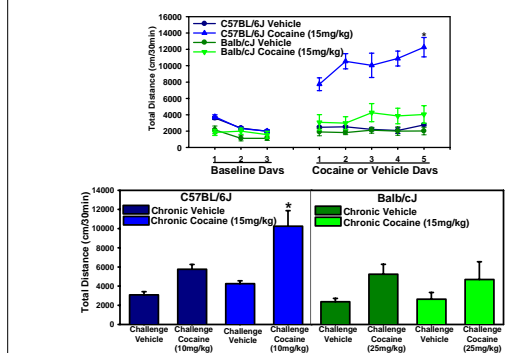 16000
14000
12000
10000
8000
6000
4000
2000
0
Total Distance (cm/30min)
C57BL/6J Vehicle
C57BL/6J Cocaine (15mg/kg)
Balb/cJ Vehicle
Balb/cJ Cocaine (15mg/kg)
*
1 2 3 1 2 3 4 5
Baseline Days Cocaine or Vehicle Days
14000
12000
10000
8000
6000
4000
2000
0
Total Distance (cm/30min)
C57BL/6J Balb/cJ
Chronic Vehicle Chronic Vehicle
Chronic Cocaine (15mg/kg) Chronic Cocaine (15mg/kg)
*
Challenge Challenge Challenge Challenge Challenge Challenge Challenge Challenge
Vehicle Cocaine Vehicle Cocaine Vehicle Cocaine Vehicle Cocaine
(10mg/kg) (10mg/kg) (25mg/kg) (25mg/kg)